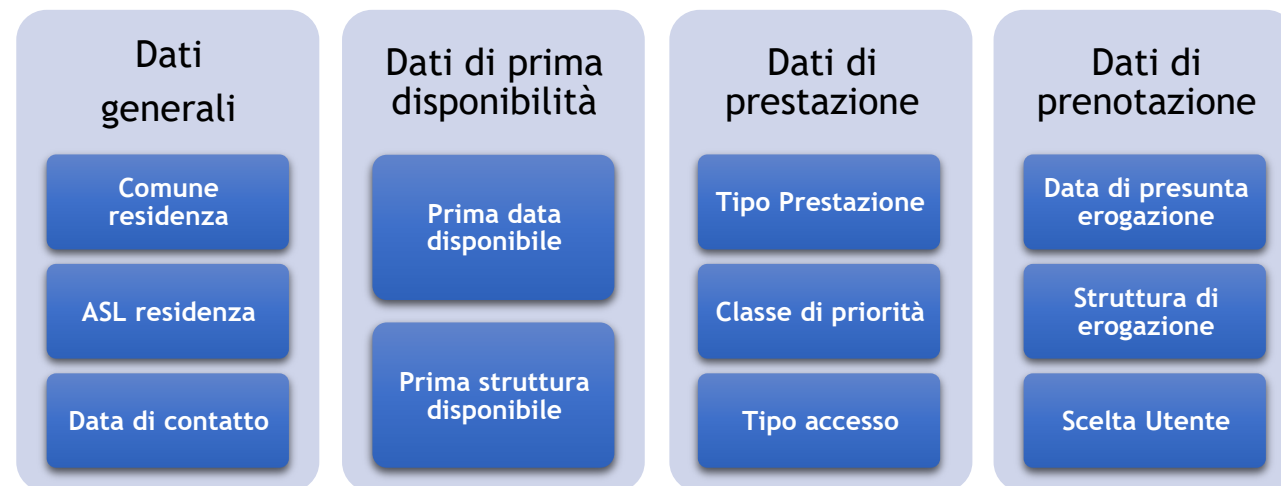 Dati
generali
Comune
residenza
ASL residenza
Data di contatto
Dati di prima
disponibilità
Prima data
disponibile
Prima struttura
disponibile
Dati di
prestazione
Tipo Prestazione
Classe di priorità
Tipo accesso
Dati di
prenotazione
Data di presunta
erogazione
Struttura di
erogazione
Scelta Utente